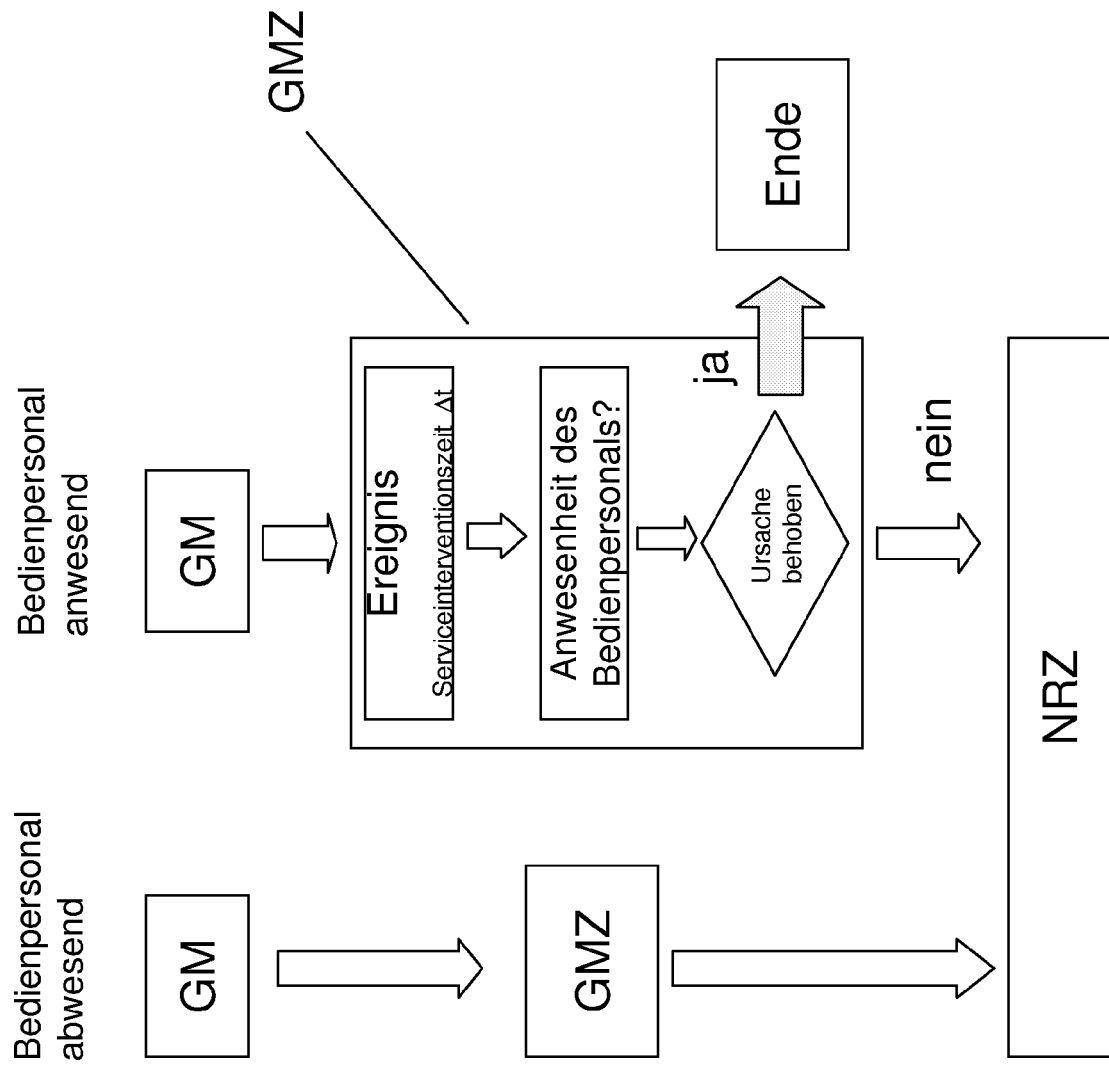 Bedienpersonal
abwesend
GM
GMZ
Bedienpersonal
anwesend
GM
Ereignis
Serviceinterventionszeit Δt
Anwesenheit des
Bedienpersonals?
Ursache
behoben
ja
Ende
nein
GMZ
NRZ